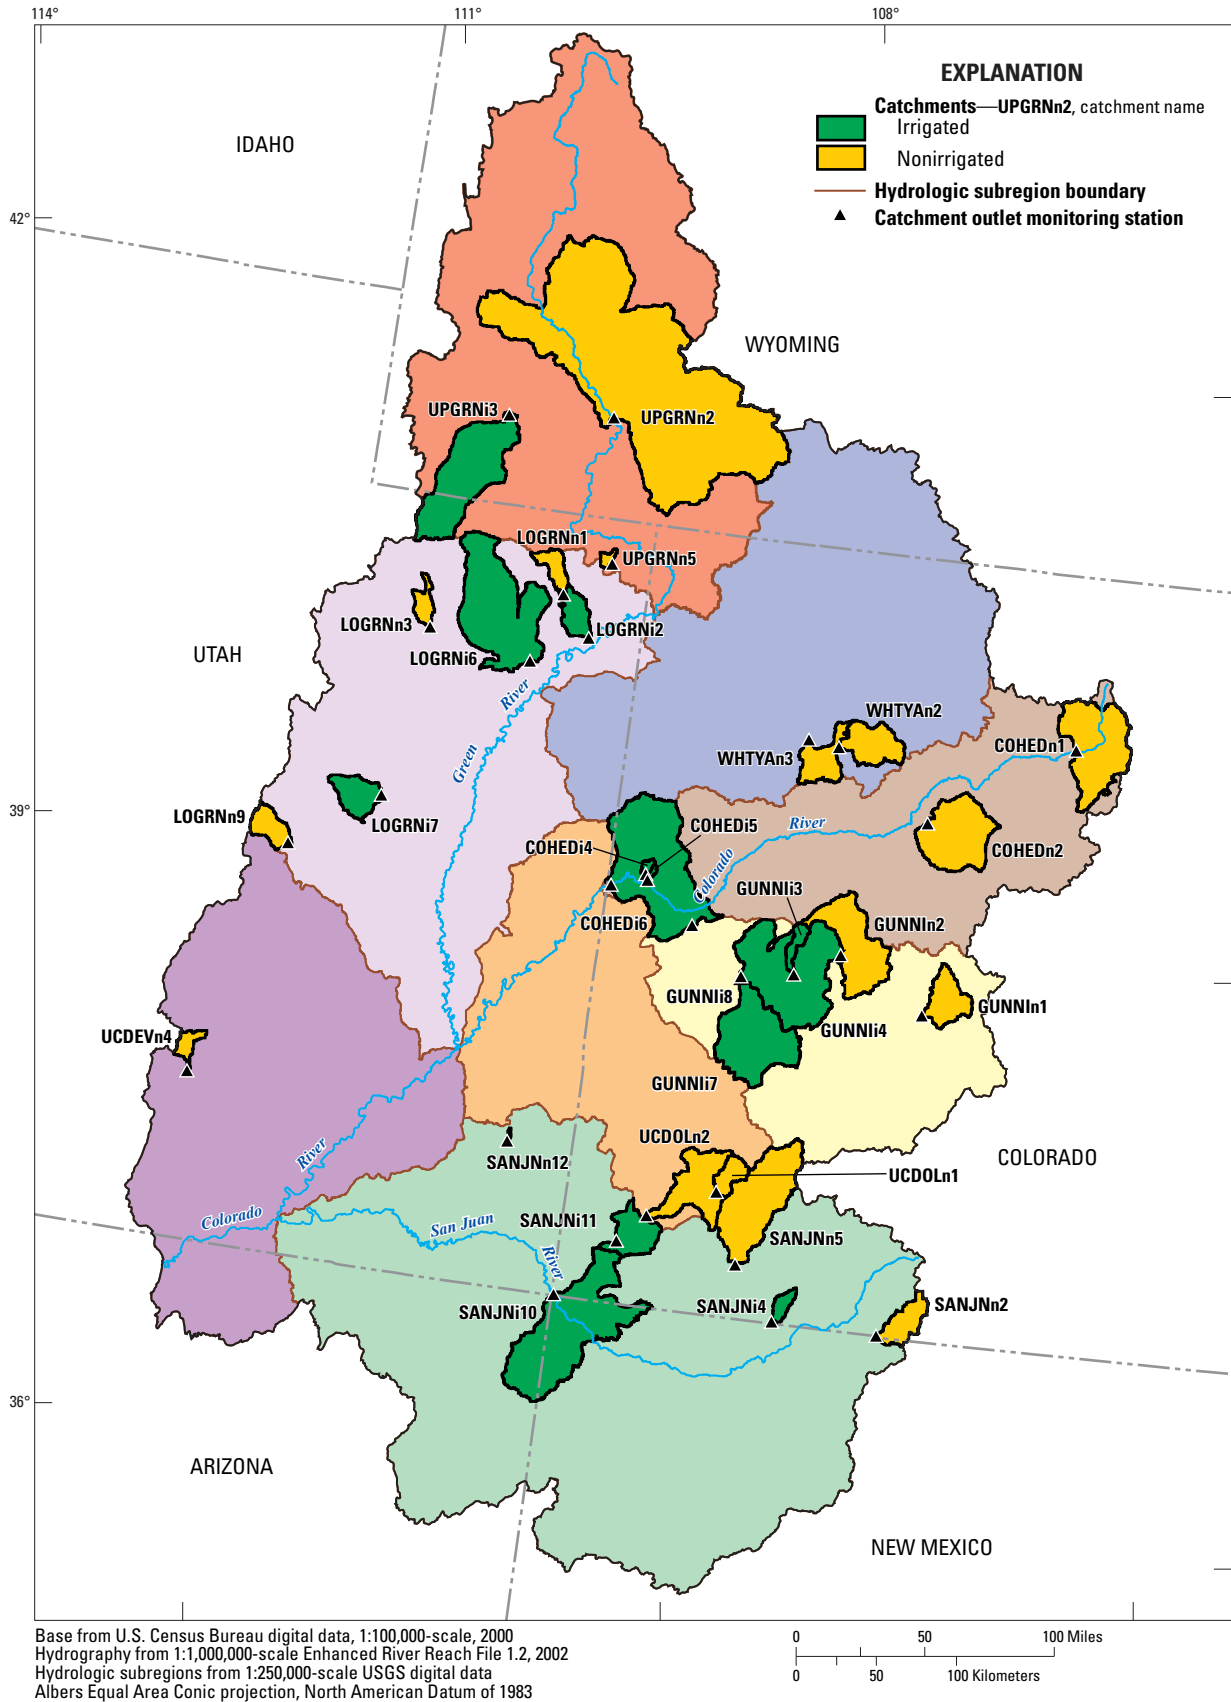 114°
111°
108°
EXPLANATION
Catchments—UPGRNn2, catchment name
Irrigated
Nonirrigated
Hydrologic subregion boundary
Catchment outlet monitoring station
IDAHO
42°
WYOMING
UPGRNi3
UPGRNn2
LOGRNn1
UPGRNn5
LOGRNn3
LOGRNi2
LOGRNi6
UTAH
River
Green
WHTYAn2
COHEDn1
WHTYAn3
39°
LOGRNn9
LOGRNi7
COHEDi5
River
COHEDi4
COHEDn2
Colorado
GUNNIi3
COHEDi6
GUNNIn2
GUNNIi8
GUNNIn1
GUNNIi4
UCDEVn4
GUNNIi7
UCDOLn2
River
SANJNn12
COLORADO
UCDOLn1
Colorado
San Juan
SANJNi11
SANJNn5
River
SANJNi10
SANJNi4
SANJNn2
36°
ARIZONA
NEW MEXICO
Base from U.S. Census Bureau digital data, 1:100,000-scale, 2000
Hydrography from 1:1,000,000-scale Enhanced River Reach File 1.2, 2002
Hydrologic subregions from 1:250,000-scale USGS digital data
Albers Equal Area Conic projection, North American Datum of 1983
0 50 100 Miles
0 50 100 Kilometers